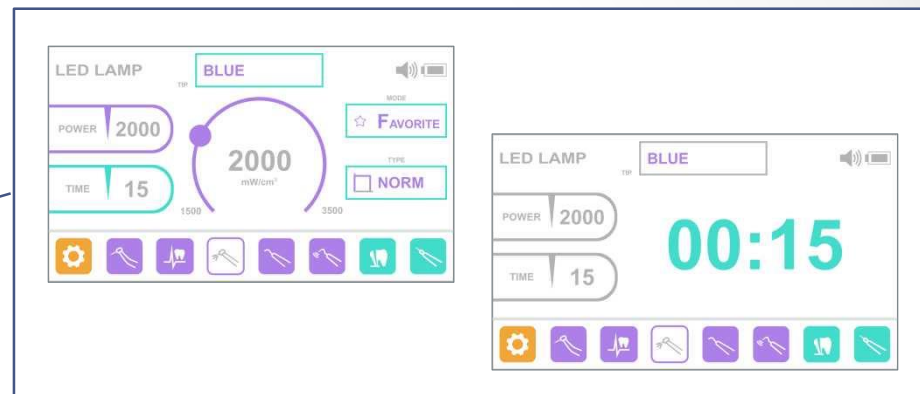 LED LAMP
TIP
BLUE
MODE
FAVORITE
POWER 2000
2000
mW/cm²
TYPE
NORM
TIME 15
1500
3500
LED LAMP
TIP
BLUE
POWER 2000
00:15
TIME 15